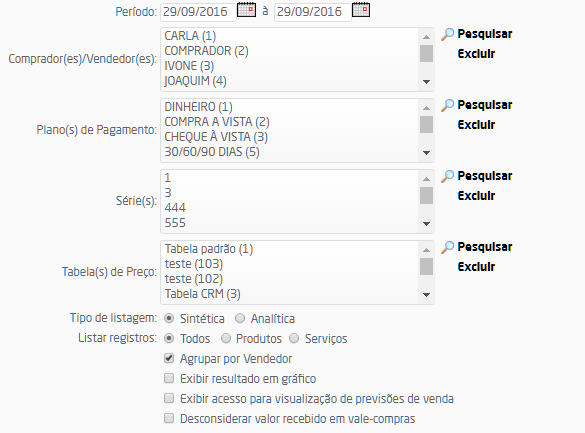 Período: 29/09/2016 à 29/09/2016
Comprador(es)/Vendedor(es):
CARLA (1)
COMPRADOR (2)
IVONE (3)
JOAQUIM (4)
Pesquisar
Excluir
Plano(s) de Pagamento:
DINHEIRO (1)
COMPRA A VISTA (2)
CHEQUE À VISTA (3)
30/60/90 DIAS (5)
Pesquisar
Excluir
Série(s):
1
3
444
555
Pesquisar
Excluir
Tabela(s) de Preço:
Tabela padrão (1)
teste (103)
teste (102)
Tabela CRM (3)
Pesquisar
Excluir
Tipo de listagem: Sintética Analítica
Listar registros: Todos Produtos Serviços
Agrupar por Vendedor
Exibir resultado em gráfico
Exibir acesso para visualização de previsões de venda
Desconsiderar valor recebido em vale-compras